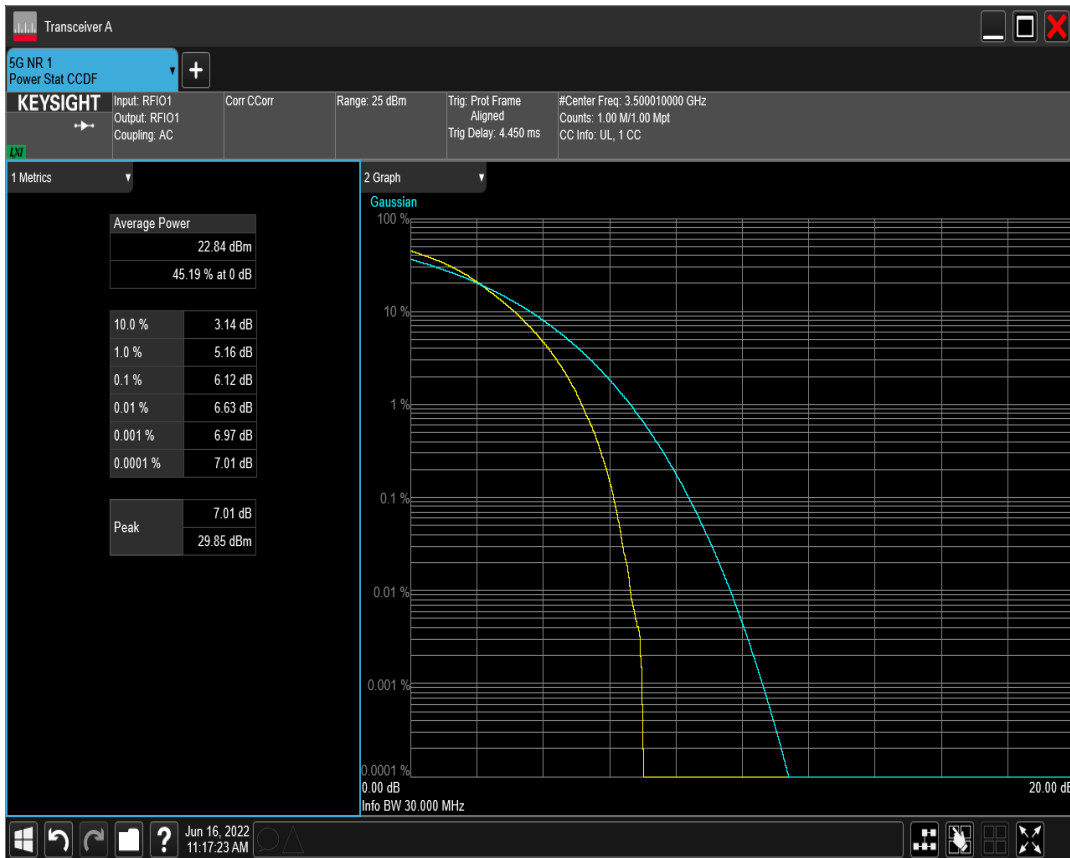 Transceiver A
5G NR 1
Power Stat CCDF
KEYSIGHT
LXI
Input: RFIO1
Output: RFIO1
Coupling: AC
Corr CCorr
Range: 25 dBm
Trig: Prot Frame
Aligned
Trig Delay: 4.450 ms
#Center Freq: 3.500010000 GHz
Counts: 1.00 M/1.00 Mpt
CC Info: UL, 1 CC
1 Metrics
Average Power
22.84 dBm
45.19 % at 0 dB
10.0 % 3.14 dB
1.0 % 5.16 dB
0.1 % 6.12 dB
0.01 % 6.63 dB
0.001 % 6.97 dB
0.0001 % 7.01 dB
Peak 7.01 dB
29.85 dBm
2 Graph
Gaussian
100 %
10 %
1 %
0.1 %
0.01 %
0.001 %
0.0001 %
0.00 dB 20.00 dB
Info BW 30.000 MHz
? Jun 16, 2022
11:17:23 AM